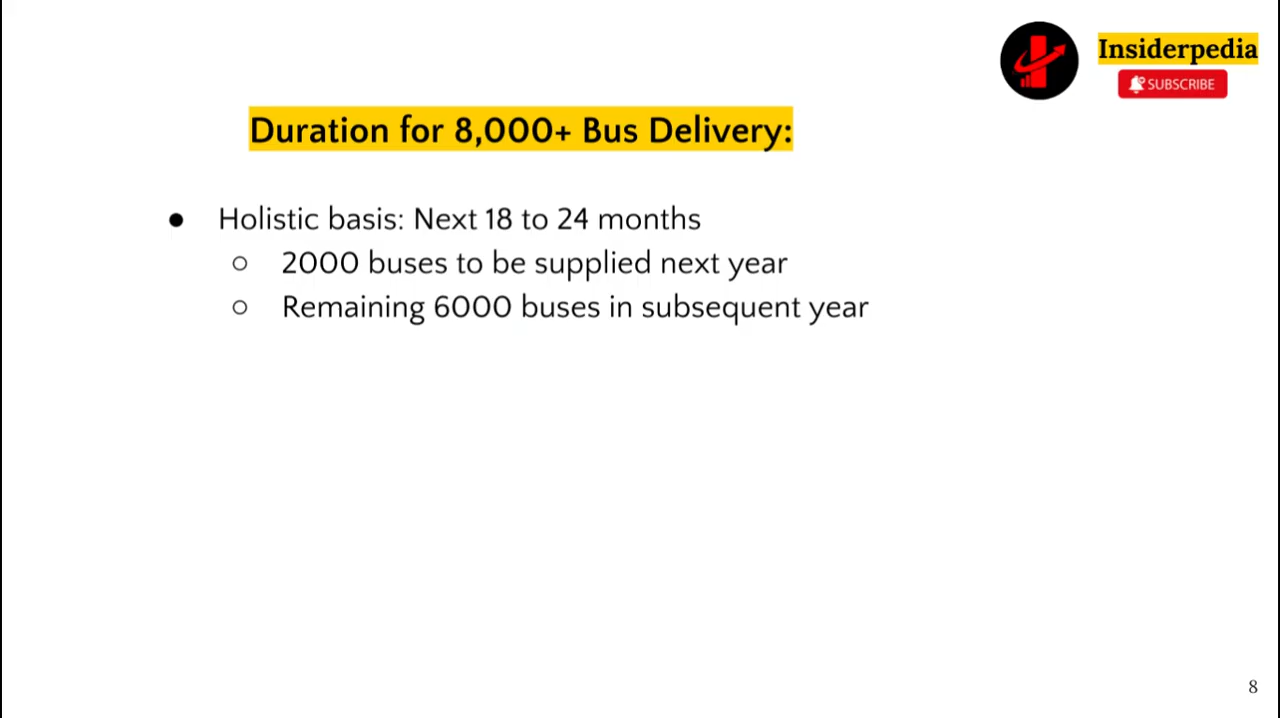 Insiderpedia
SUBSCRIBE
Duration for 8,000+ Bus Delivery:
● Holistic basis: Next 18 to 24 months
○ 2000 buses to be supplied next year
○ Remaining 6000 buses in subsequent year
8